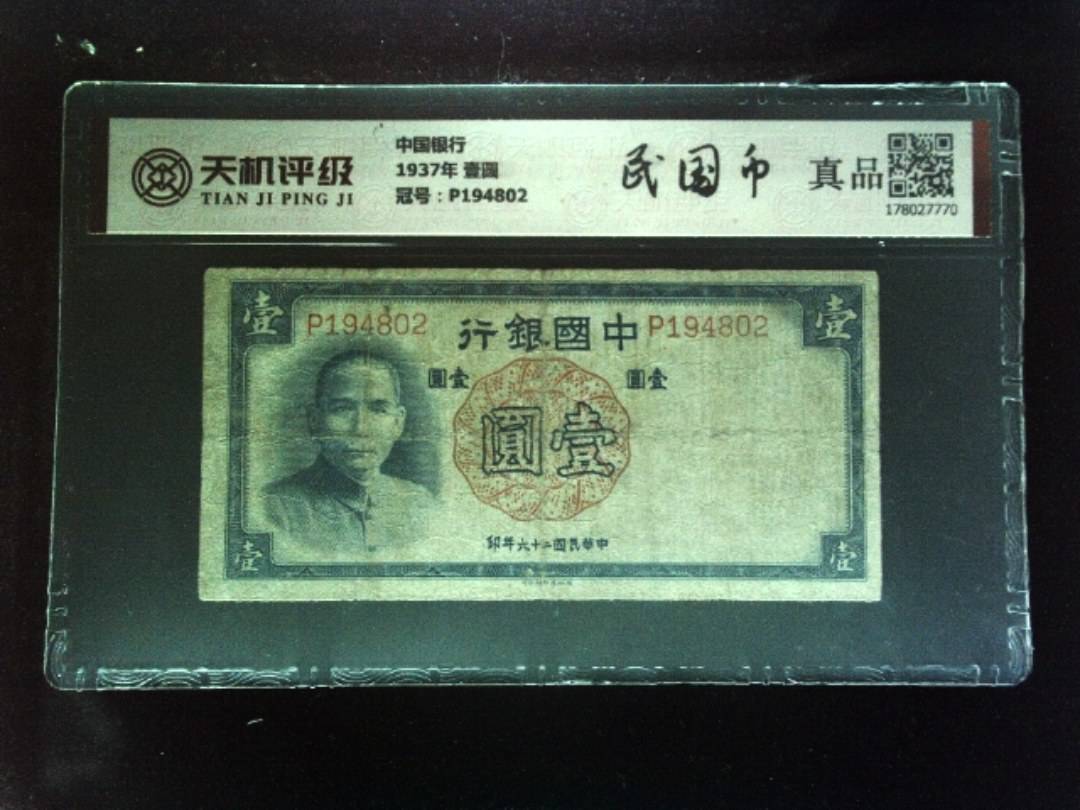 天机评级
TIAN JI PING JI
中国银行
1937年 壹圆
冠号：P194802
民国币
真品
178027770
壹
壹
P194802
中國銀行
P194802
壹圓
壹圓
壹圓
中華民國二十六年印
壹
壹